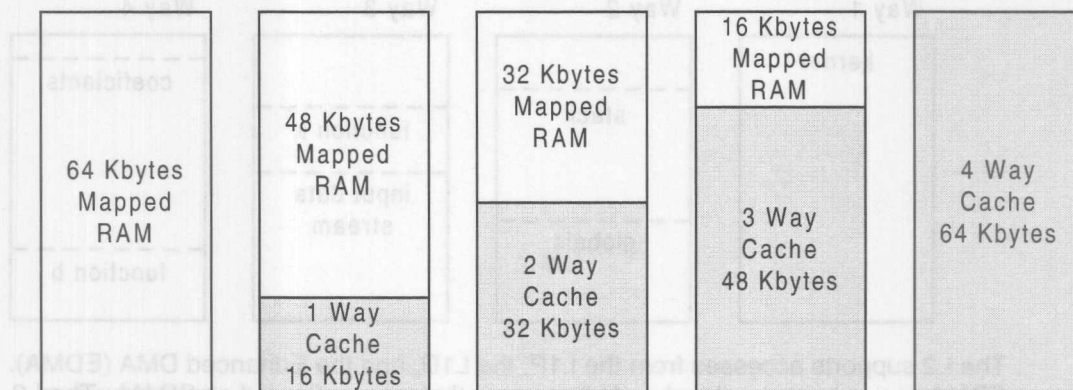 64 Kbytes
Mapped
RAM
48 Kbytes
Mapped
RAM
1 Way
Cache
16 Kbytes
32 Kbytes
Mapped
RAM
2 Way
Cache
32 Kbytes
16 Kbytes
Mapped
RAM
3 Way
Cache
48 Kbytes
4 Way
Cache
64 Kbytes